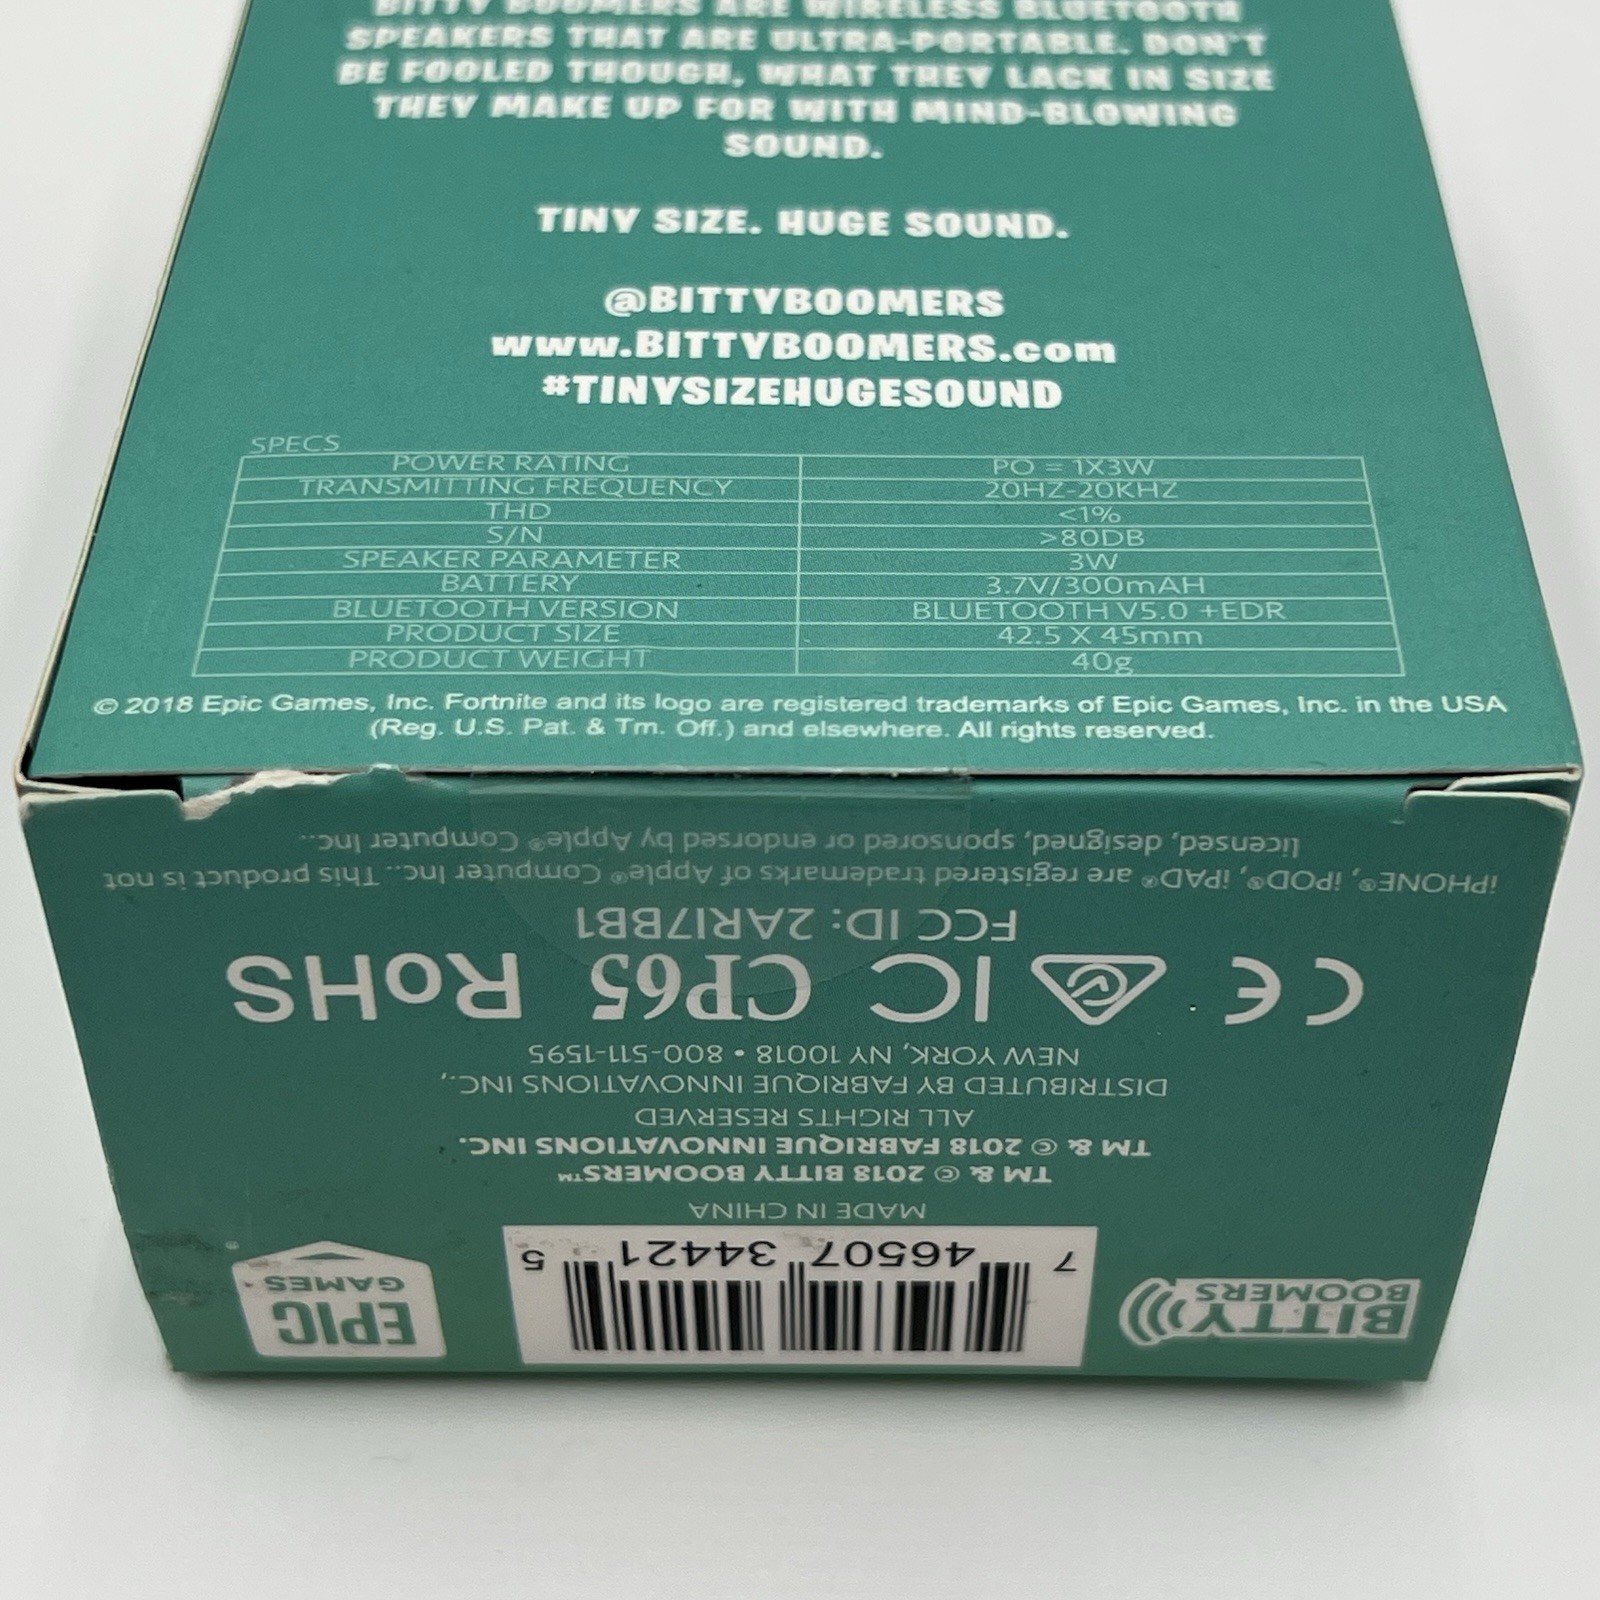 BITTY BOOMERS ARE WIRELESS BLUETOOTH
SPEAKERS THAT ARE ULTRA-PORTABLE. DON'T
BE FOOLED THOUGH, WHAT THEY LACK IN SIZE
THEY MAKE UP FOR WITH MIND-BLOWING
SOUND.
TINY SIZE. HUGE SOUND.
@BITTYBOOMERS
www.BITTYBOOMERS.com
#TINYSIZEHUGESOUND
SPECS
POWER RATING PO = 1X3W
TRANSMITTING FREQUENCY 20HZ-20KHZ
THD <1%
S/N >80DB
SPEAKER PARAMETER 3W
BATTERY 3.7V/300mAH
BLUETOOTH VERSION BLUETOOTH V5.0 +EDR
PRODUCT SIZE 42.5 X 45mm
PRODUCT WEIGHT 40g
© 2018 Epic Games, Inc. Fortnite and its logo are registered trademarks of Epic Games, Inc. in the USA
(Reg. U.S. Pat. & Tm. Off.) and elsewhere. All rights reserved.
BITTY
BOOMERS
7 46507 34421 5
EPIC
GAMES
MADE IN CHINA
TM & © 2018 BITTY BOOMERS™
TM & © 2018 FABRIQUE INNOVATIONS INC.
ALL RIGHTS RESERVED
DISTRIBUTED BY FABRIQUE INNOVATIONS INC.,
NEW YORK, NY 10018 • 800-511-1595
CE IC CP65 RoHS
FCC ID: 2ARI7BB1
iPHONE®, iPOD®, iPAD® are registered trademarks of Apple® Computer Inc.. This product is not
licensed, designed, sponsored or endorsed by Apple® Computer Inc..